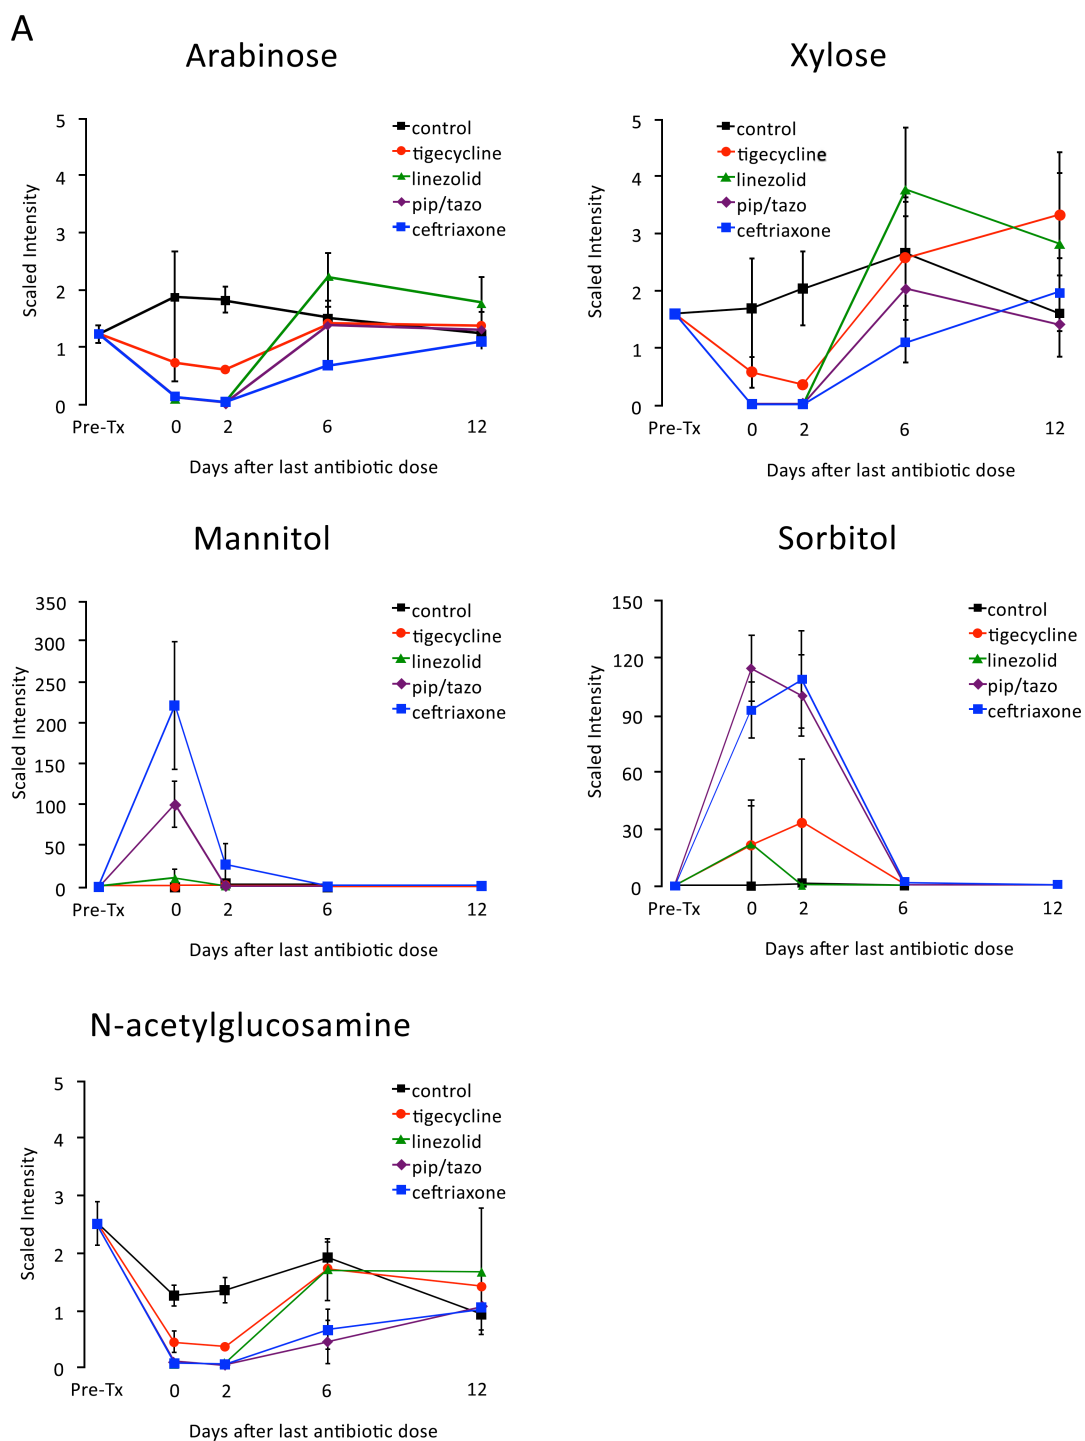 A
Arabinose
5
4
3
2
1
0
Scaled Intensity
control
tigecycline
linezolid
pip/tazo
ceftriaxone
Pre-Tx 0 2 6 12
Days after last antibiotic dose
Xylose
5
4
3
2
1
0
Scaled Intensity
control
tigecycline
linezolid
pip/tazo
ceftriaxone
Pre-Tx 0 2 6 12
Days after last antibiotic dose
Mannitol
350
300
250
200
150
100
50
0
Scaled Intensity
control
tigecycline
linezolid
pip/tazo
ceftriaxone
Pre-Tx 0 2 6 12
Days after last antibiotic dose
Sorbitol
150
120
90
60
30
0
Scaled Intensity
control
tigecycline
linezolid
pip/tazo
ceftriaxone
Pre-Tx 0 2 6 12
Days after last antibiotic dose
N-acetylglucosamine
5
4
3
2
1
0
Scaled Intensity
control
tigecycline
linezolid
pip/tazo
ceftriaxone
Pre-Tx 0 2 6 12
Days after last antibiotic dose